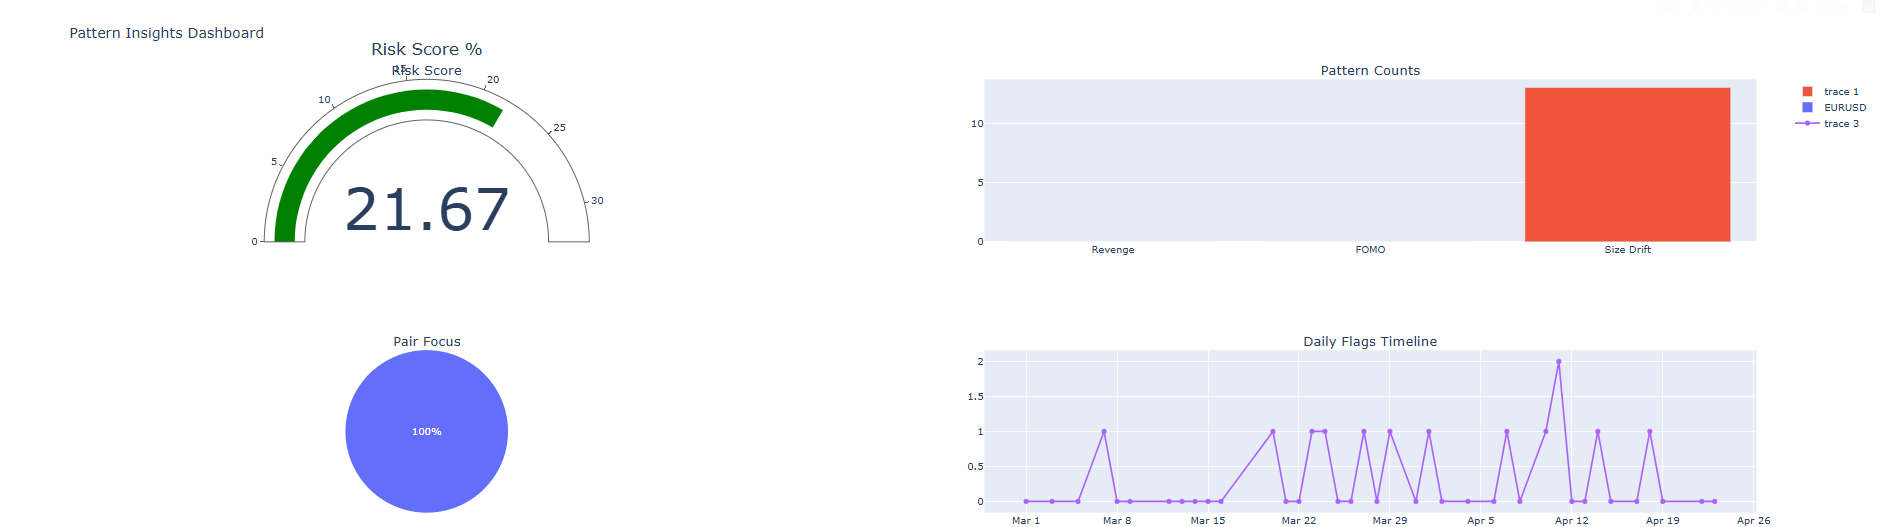 Pattern Insights Dashboard
Risk Score %
Risk Score
0
5
10
15
20
25
30
21.67
Pattern Counts
10
5
0
Revenge
FOMO
Size Drift
trace 1
EURUSD
trace 3
Pair Focus
100%
Daily Flags Timeline
2
1.5
1
0.5
0
Mar 1
Mar 8
Mar 15
Mar 22
Mar 29
Apr 5
Apr 12
Apr 19
Apr 26